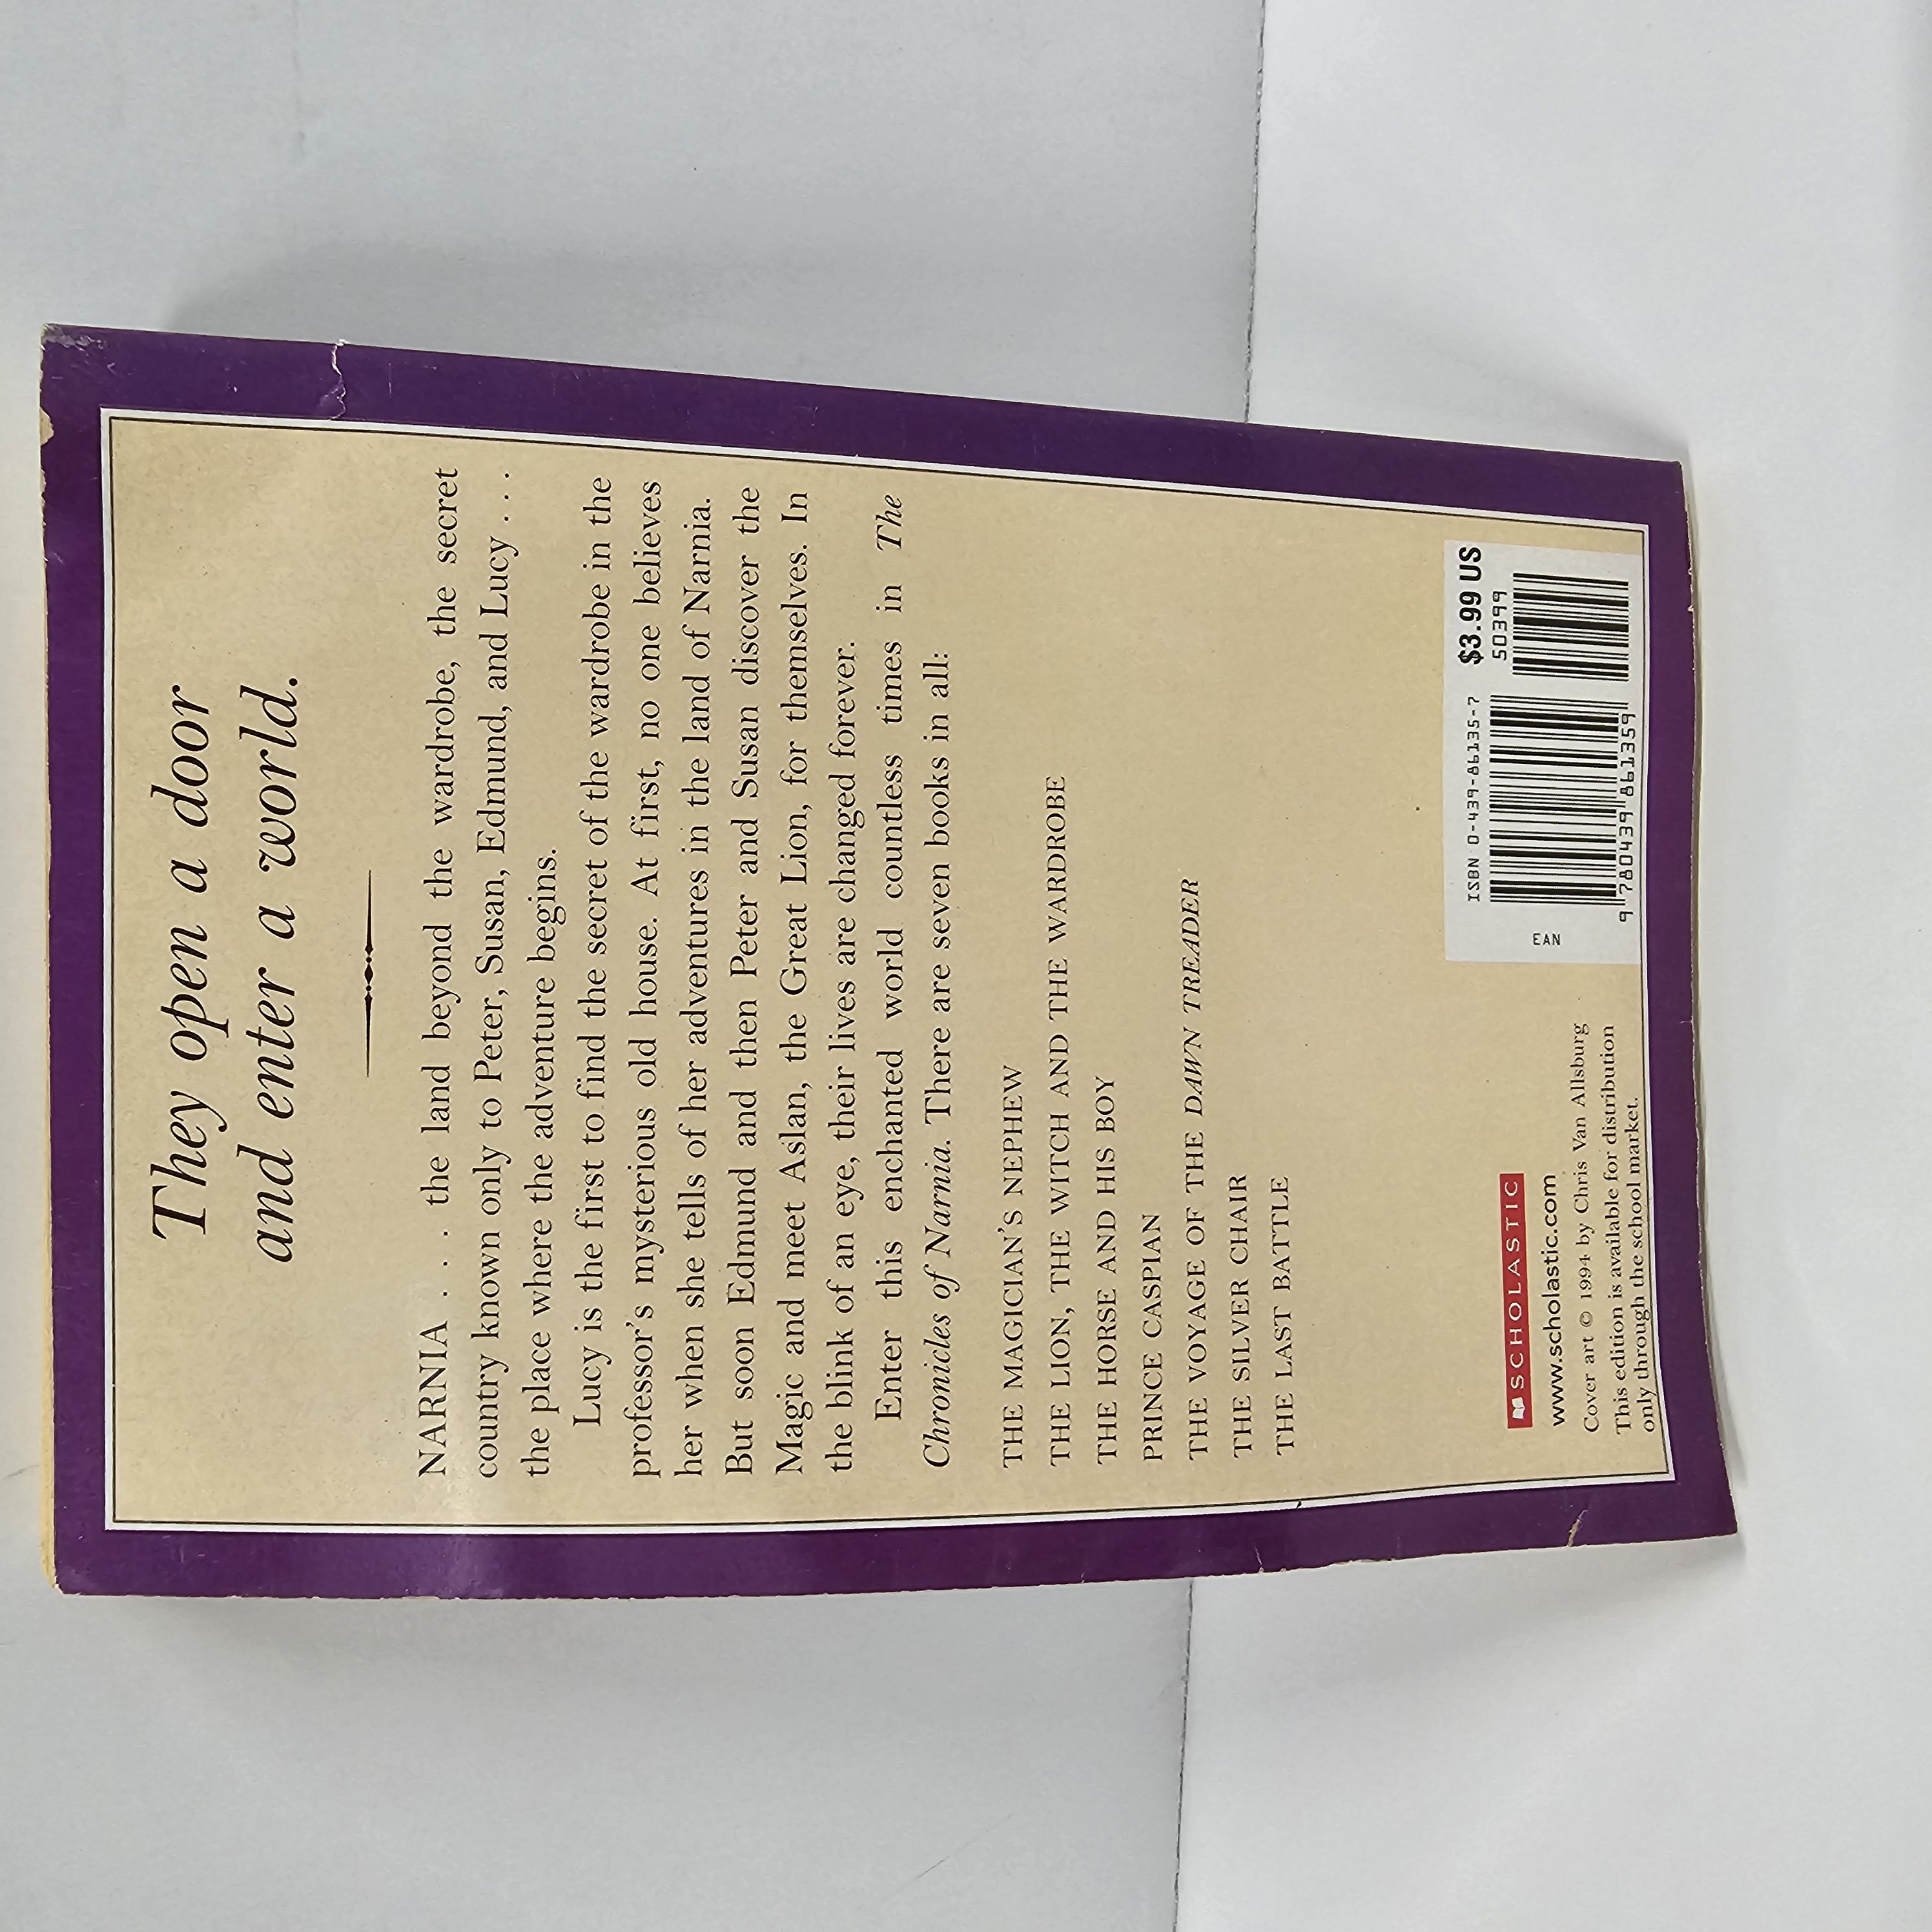 They open a door
and enter a world.
NARNIA . . . the land beyond the wardrobe, the secret
country known only to Peter, Susan, Edmund, and Lucy . . .
the place where the adventure begins.
Lucy is the first to find the secret of the wardrobe in the
professor's mysterious old house. At first, no one believes
her when she tells of her adventures in the land of Narnia.
But soon Edmund and then Peter and Susan discover the
Magic and meet Aslan, the Great Lion, for themselves. In
the blink of an eye, their lives are changed forever.
Enter this enchanted world countless times in The
Chronicles of Narnia. There are seven books in all:
THE MAGICIAN'S NEPHEW
THE LION, THE WITCH AND THE WARDROBE
THE HORSE AND HIS BOY
PRINCE CASPIAN
THE VOYAGE OF THE DAWN TREADER
THE SILVER CHAIR
THE LAST BATTLE
SCHOLASTIC
www.scholastic.com
Cover art © 1994 by Chris Van Allsburg
This edition is available for distribution
only through the school market.
ISBN 0-439-86135-7
$3.99 US
50399
EAN
9 780439 861359